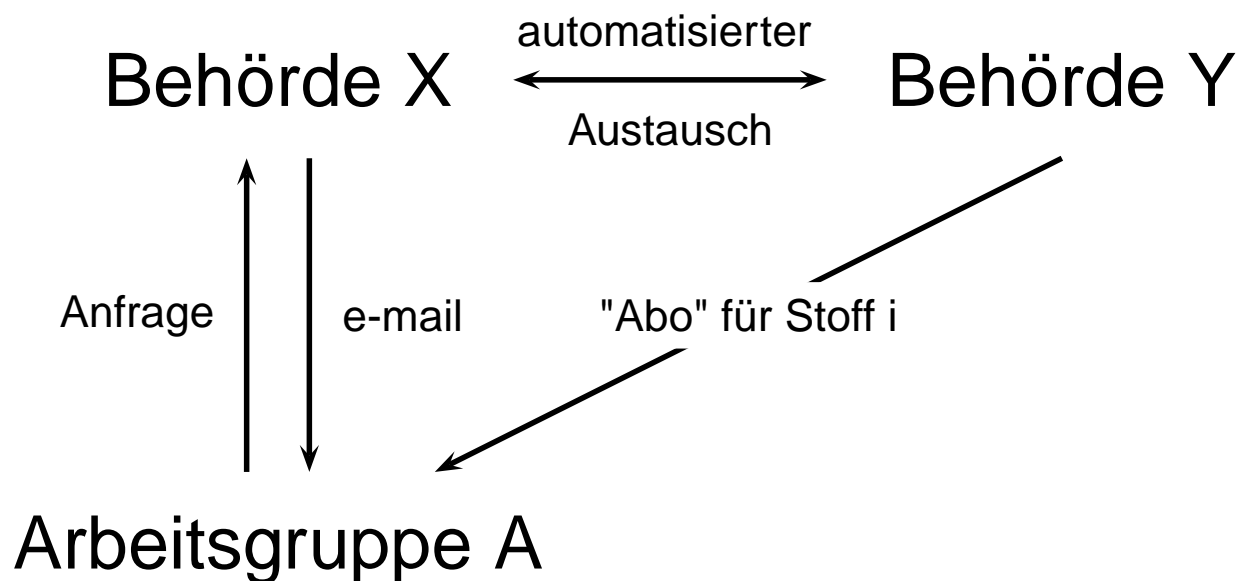 automatisierter
Behörde X
Behörde Y
Austausch
Anfrage
e-mail
"Abo" für Stoff i
Arbeitsgruppe A